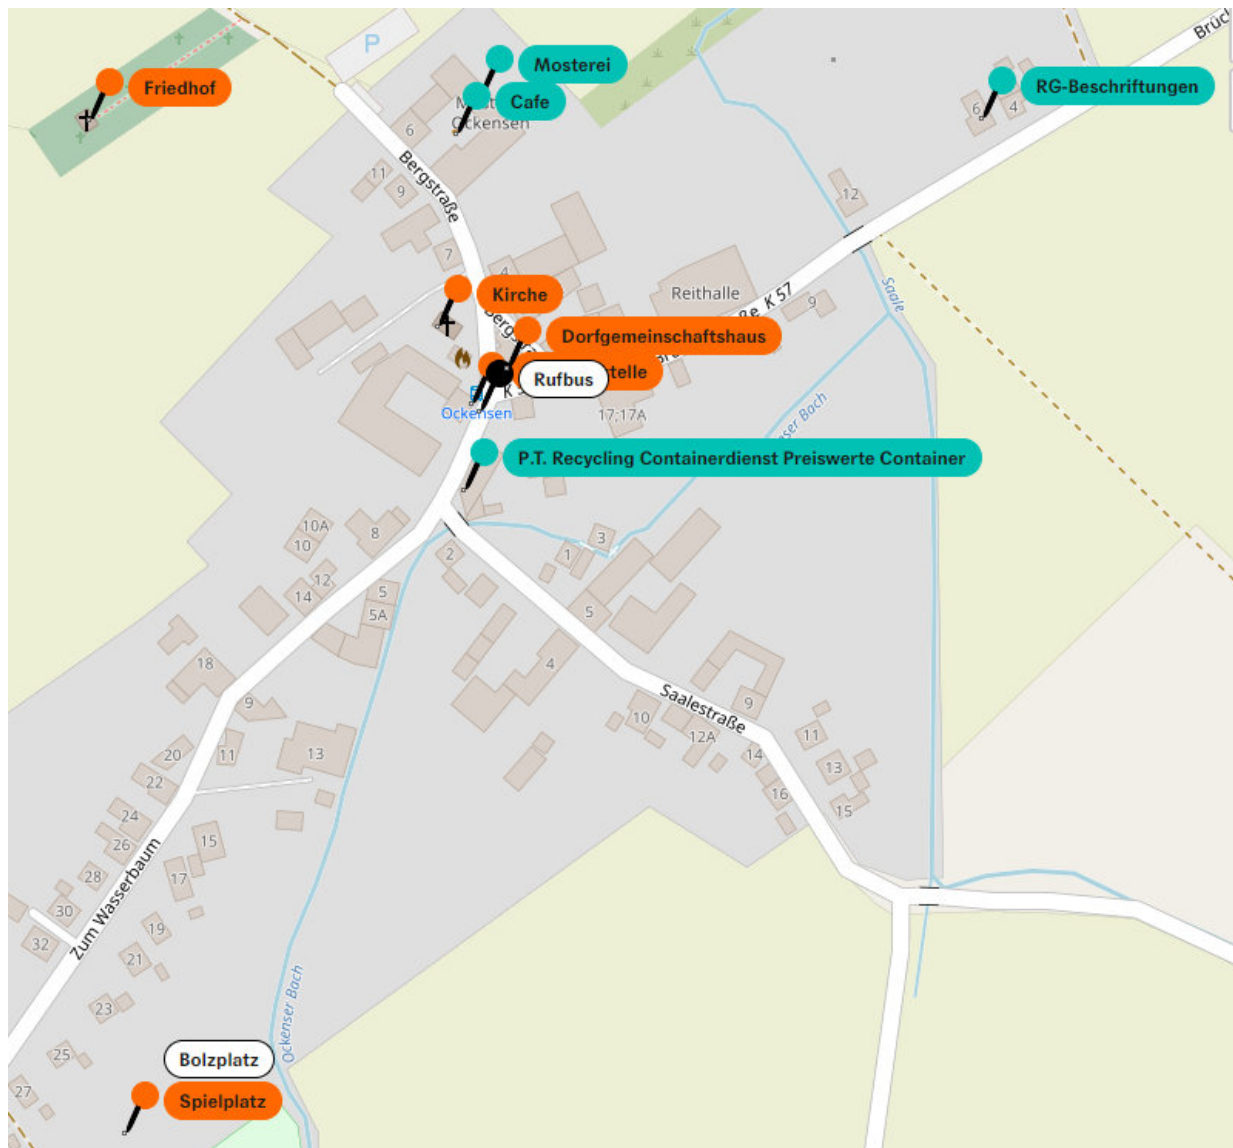 Brück
P
Mosterei
Friedhof
RG-Beschriftungen
Cafe
Ockensen
6
6
4
Bergstraße
11
9
12
7
4
Saale
Kirche
Reithalle
K 57
9
Dorfgemeinschaftshaus
Rufbus
telle
Ockensen
17;17A
P.T. Recycling Containerdienst Preiswerte Container
10A
10
8
3
1
2
12
14
5
5A
5
18
4
9
Saalestraße
9
10
12A
11
13
11
14
13
20
22
16
15
24
26
15
28
17
Zum Wasserbaum
30
19
32
21
23
Ockenser Bach
25
Bolzplatz
27
Spielplatz